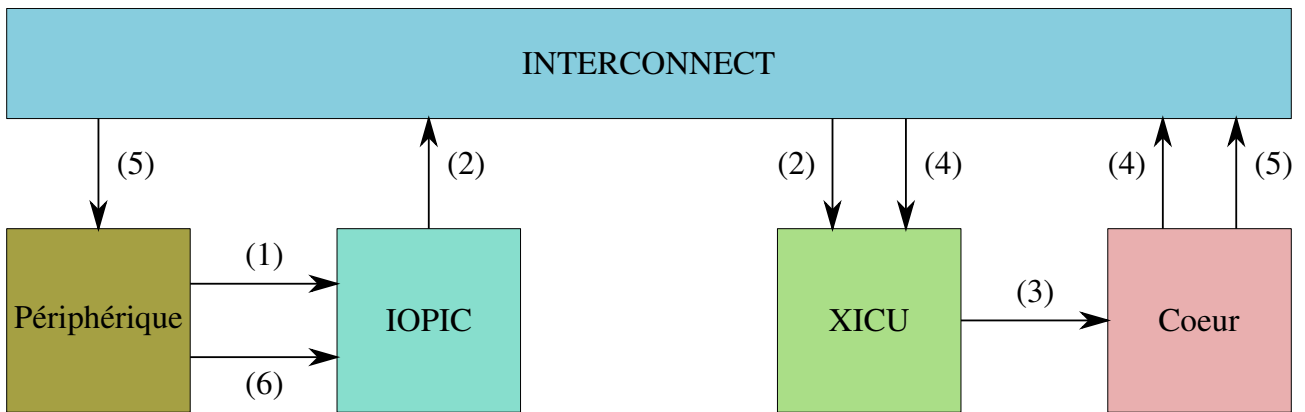 INTERCONNECT
(5)
(2)
(2)
(4)
(4)
(5)
Périphérique
(1)
(6)
IOPIC
XICU
(3)
Coeur